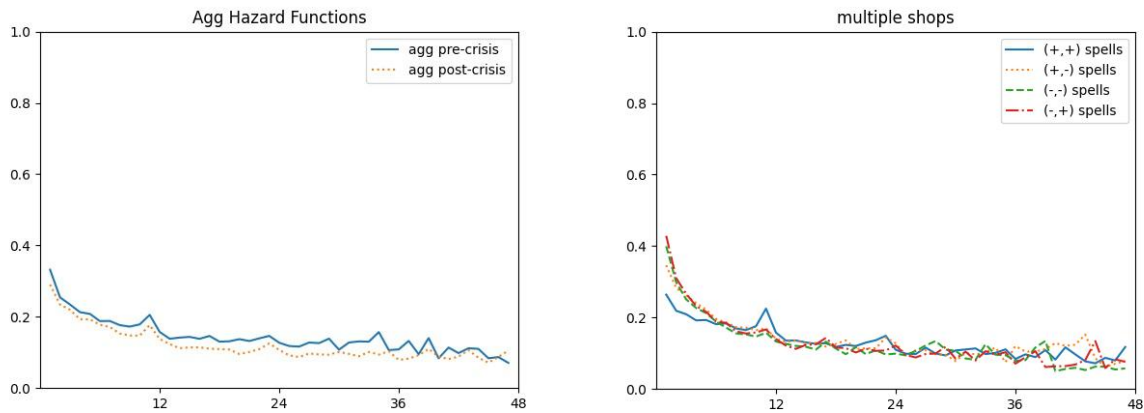 Agg Hazard Functions
1.0
0.8
0.6
0.4
0.2
0.0
12
24
36
48
agg pre-crisis
agg post-crisis
multiple shops
1.0
0.8
0.6
0.4
0.2
0.0
12
24
36
48
(+,+) spells
(+,-) spells
(-,-) spells
(-,+) spells